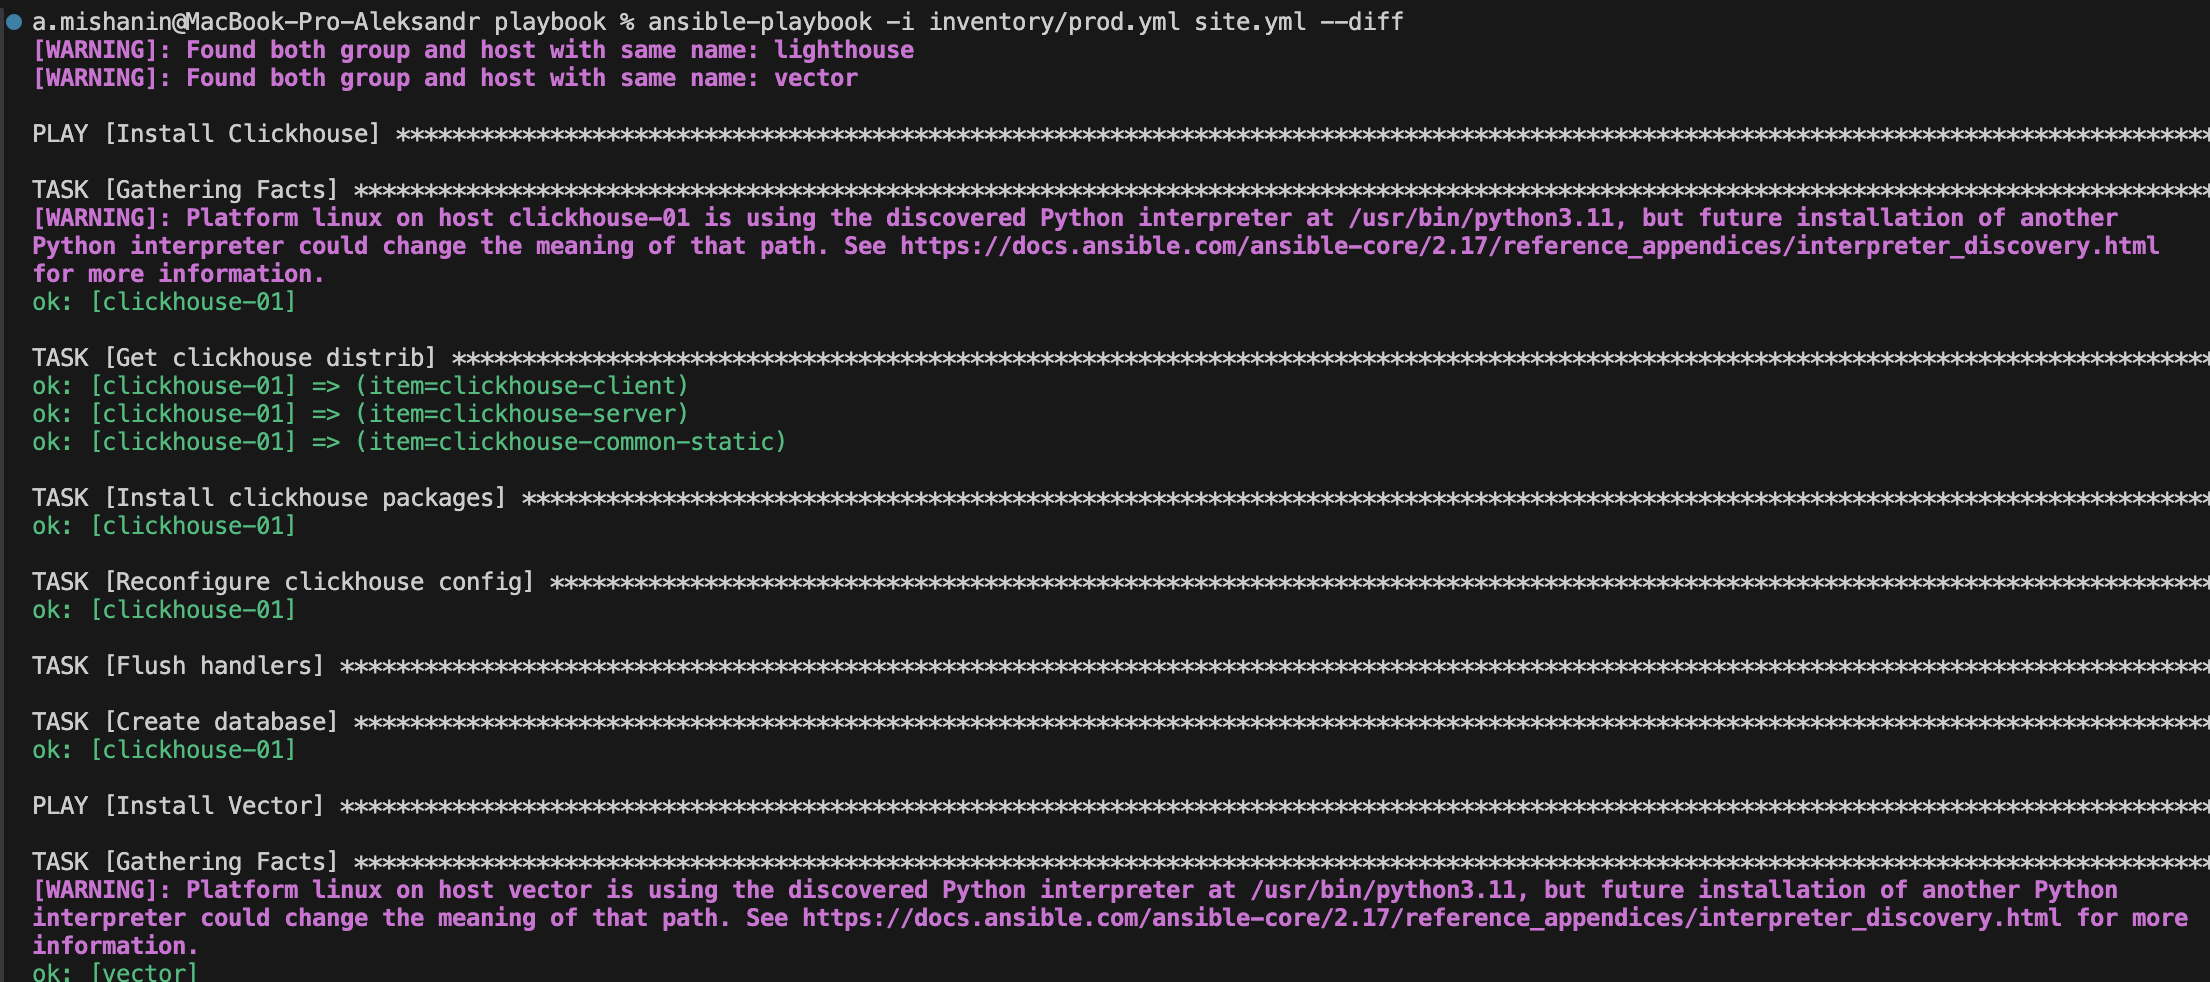 a.mishanin@MacBook-Pro-Aleksandr playbook % ansible-playbook -i inventory/prod.yml site.yml --diff
[WARNING]: Found both group and host with same name: lighthouse
[WARNING]: Found both group and host with same name: vector
PLAY [Install Clickhouse] *********************************************************************************************************************************
TASK [Gathering Facts] ************************************************************************************************************************************
[WARNING]: Platform linux on host clickhouse-01 is using the discovered Python interpreter at /usr/bin/python3.11, but future installation of another
Python interpreter could change the meaning of that path. See https://docs.ansible.com/ansible-core/2.17/reference_appendices/interpreter_discovery.html
for more information.
ok: [clickhouse-01]
TASK [Get clickhouse distrib] *****************************************************************************************************************************
ok: [clickhouse-01] => (item=clickhouse-client)
ok: [clickhouse-01] => (item=clickhouse-server)
ok: [clickhouse-01] => (item=clickhouse-common-static)
TASK [Install clickhouse packages] ************************************************************************************************************************
ok: [clickhouse-01]
TASK [Reconfigure clickhouse config] **********************************************************************************************************************
ok: [clickhouse-01]
TASK [Flush handlers] *************************************************************************************************************************************
TASK [Create database] ************************************************************************************************************************************
ok: [clickhouse-01]
PLAY [Install Vector] *************************************************************************************************************************************
TASK [Gathering Facts] ************************************************************************************************************************************
[WARNING]: Platform linux on host vector is using the discovered Python interpreter at /usr/bin/python3.11, but future installation of another Python
interpreter could change the meaning of that path. See https://docs.ansible.com/ansible-core/2.17/reference_appendices/interpreter_discovery.html for more
information.
ok: [vector]